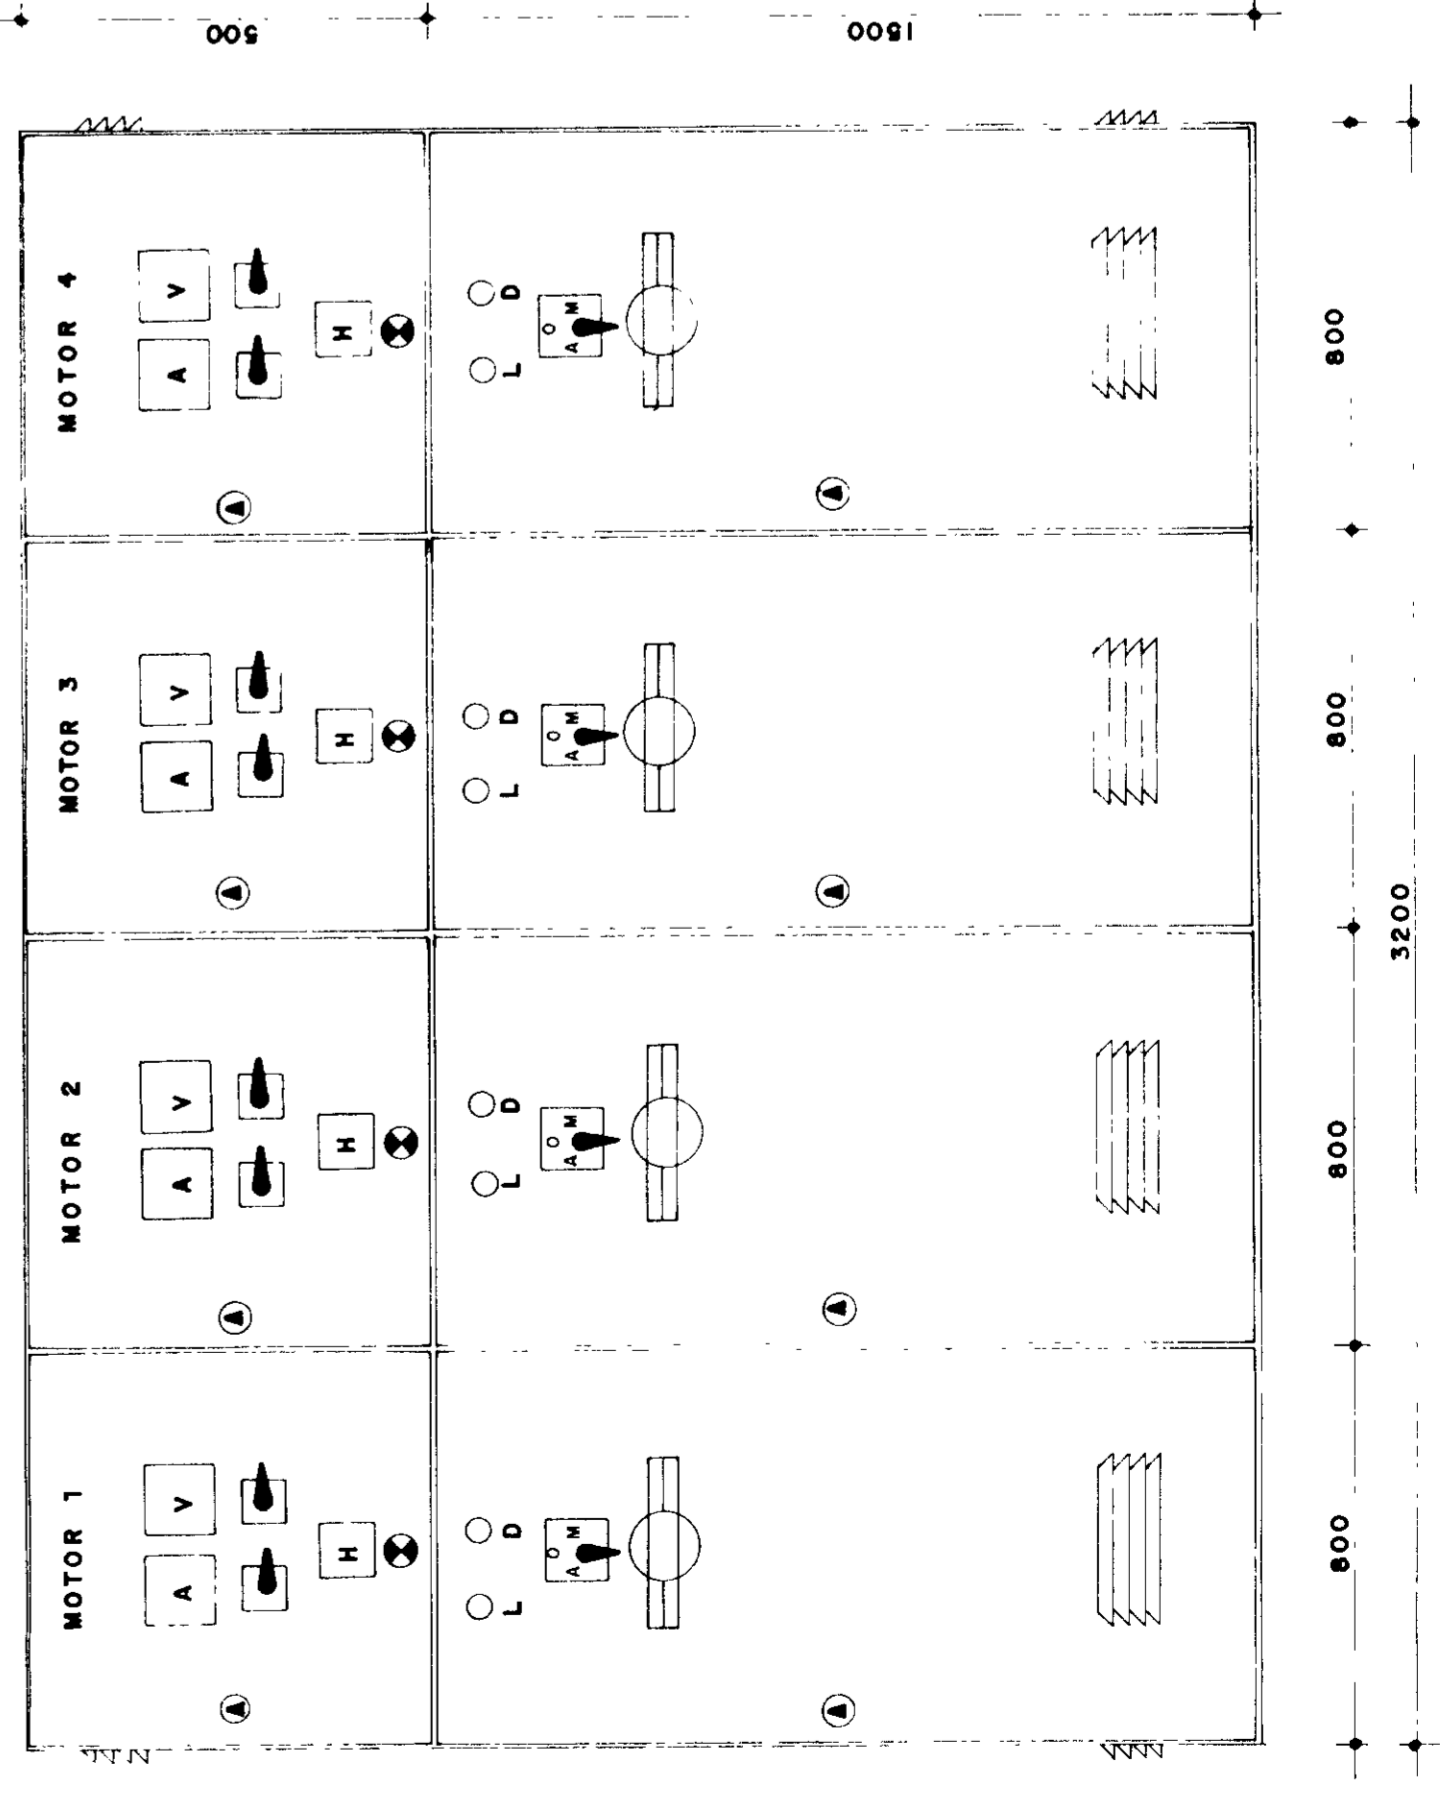 MOTOR 1 MOTOR 2 MOTOR 3 MOTOR 4
A V A V A V A V
H H H H
500
L D L D L D L D
O O O O
A M A M A M A M
1500
800 800 800 800
3200